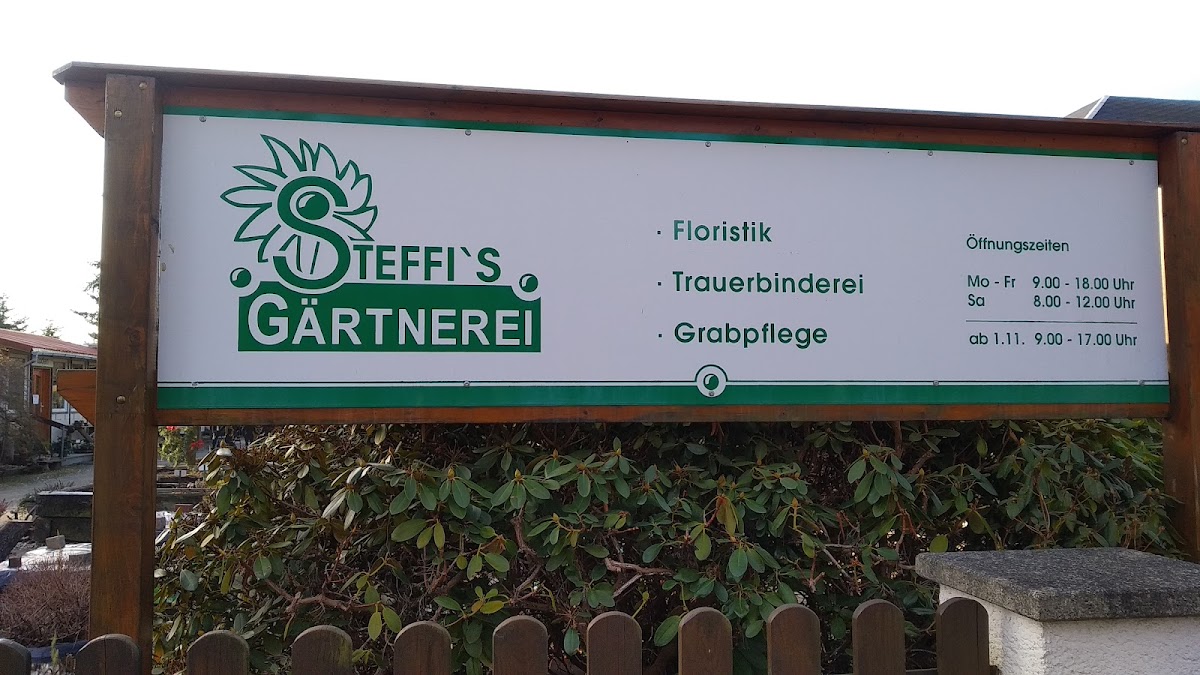 STEFFI`S
GÄRTNEREI
· Floristik
· Trauerbinderei
· Grabpflege
Öffnungszeiten
Mo - Fr 9.00 - 18.00 Uhr
Sa 8.00 - 12.00 Uhr
ab 1.11. 9.00 - 17.00 Uhr